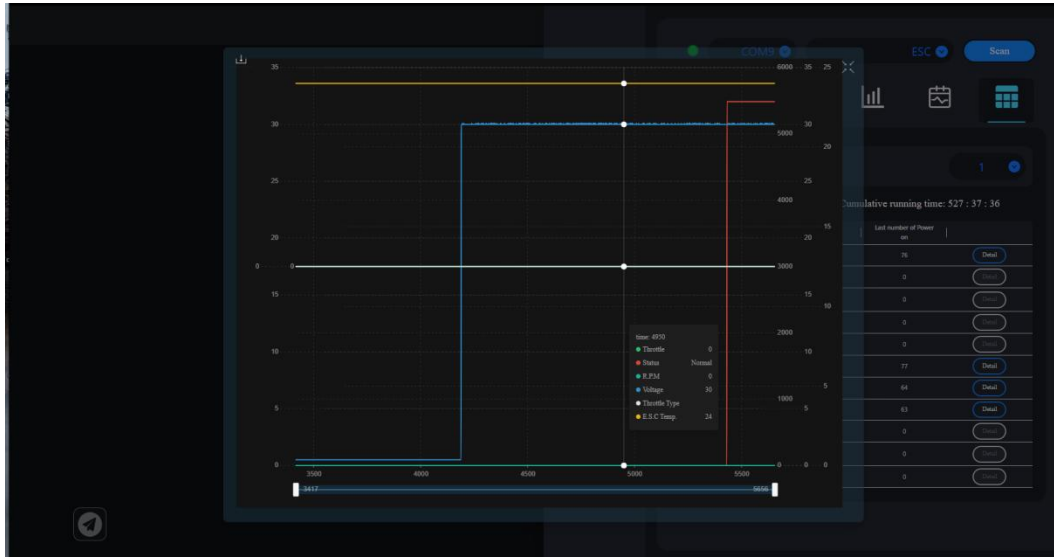 COM9
ESC
Scan
1
Cumulative running time: 527 : 37 : 36
Last number of Power
on
76 Detail
0 Detail
0 Detail
0 Detail
0 Detail
77 Detail
64 Detail
63 Detail
0 Detail
0 Detail
0 Detail
35 6000 35 25
30 5000 30
20
25 4000 25
20 15
20
0 0 3000
15 15
10
2000
10 10
5
1000
5 5
0 0 0 0
3500 4000 4500 5000 5500
3417 5656
time: 4950
Throttle 0
Status Normal
R.P.M 0
Voltage 30
Throttle Type
E.S.C Temp. 24